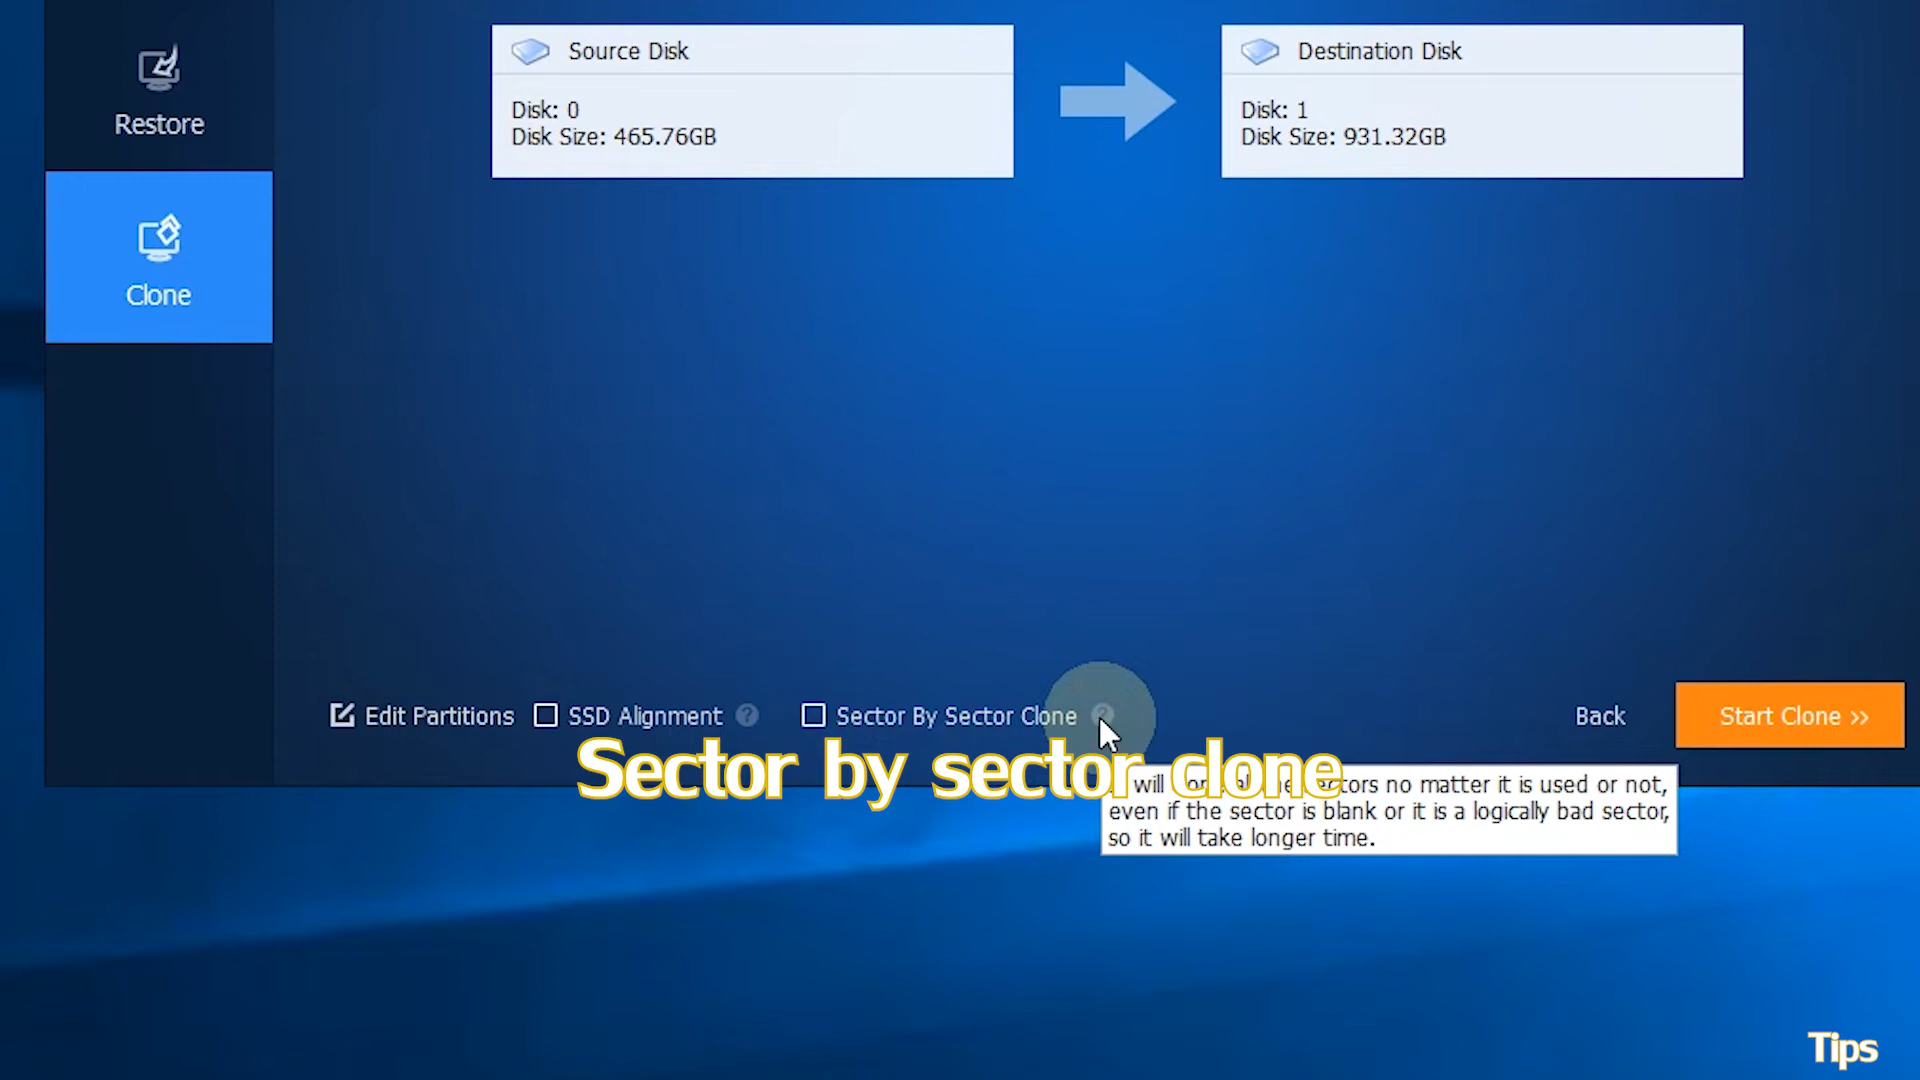 Restore
Clone
Source Disk
Disk: 0
Disk Size: 465.76GB
Destination Disk
Disk: 1
Disk Size: 931.32GB
Edit Partitions
SSD Alignment ?
Sector By Sector Clone ?
Back
Start Clone >>
Sector by sector clone
will no matter it is used or not,
even if the sector is blank or it is a logically bad sector,
so it will take longer time.
Tips